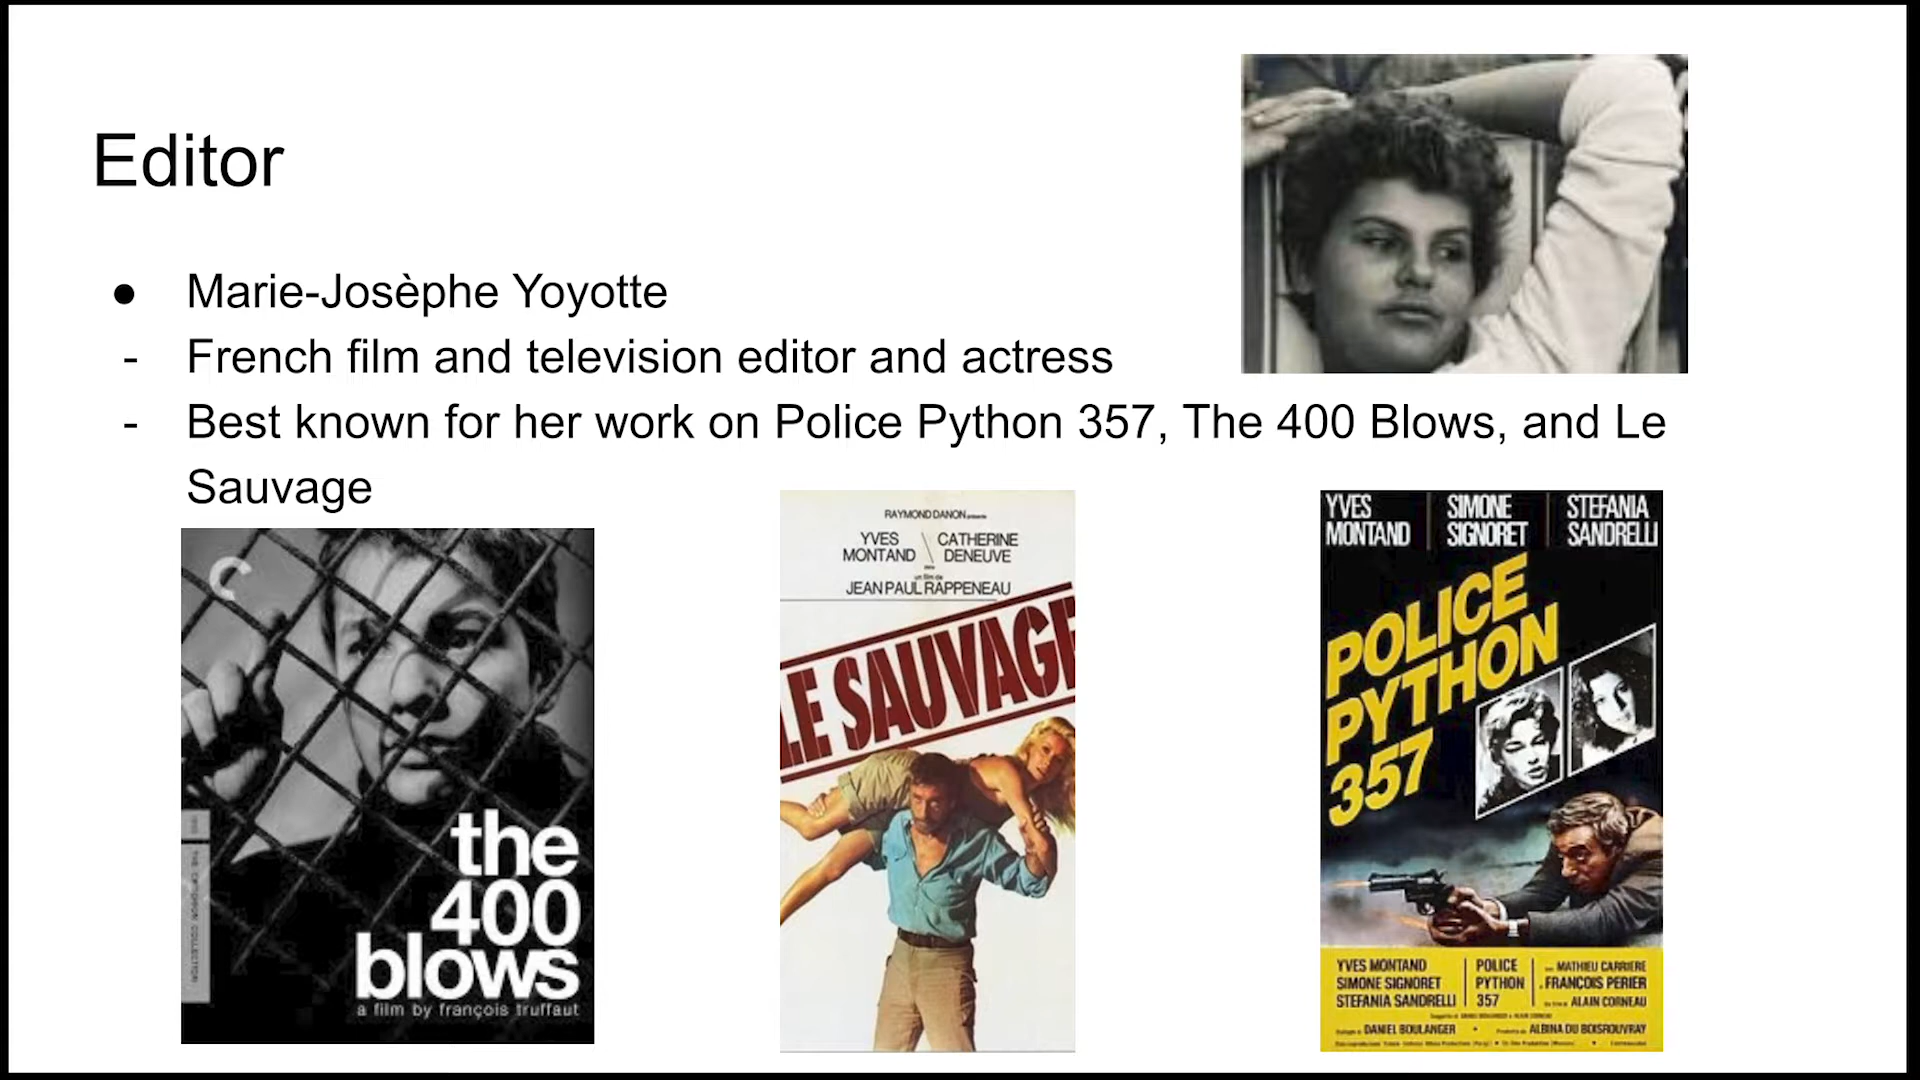 Editor
● Marie-Josèphe Yoyotte
- French film and television editor and actress
- Best known for her work on Police Python 357, The 400 Blows, and Le
Sauvage
the
400
blows
a film by françois truffaut
RAYMOND DANON
YVES MONTAND
CATHERINE DENEUVE
un film de
JEAN PAUL RAPPENEAU
LE SAUVAGE
YVES MONTAND
SIMONE SIGNORET
STEFANIA SANDRELLI
POLICE
PYTHON
357
YVES MONTAND
SIMONE SIGNORET
STEFANIA SANDRELLI
POLICE
PYTHON
357
MATHIEU CARRIERE
FRANÇOIS PERIER
ALAIN CORNEAU
DANIEL BOULANGER
ALBINA DU BOISROUVRAY